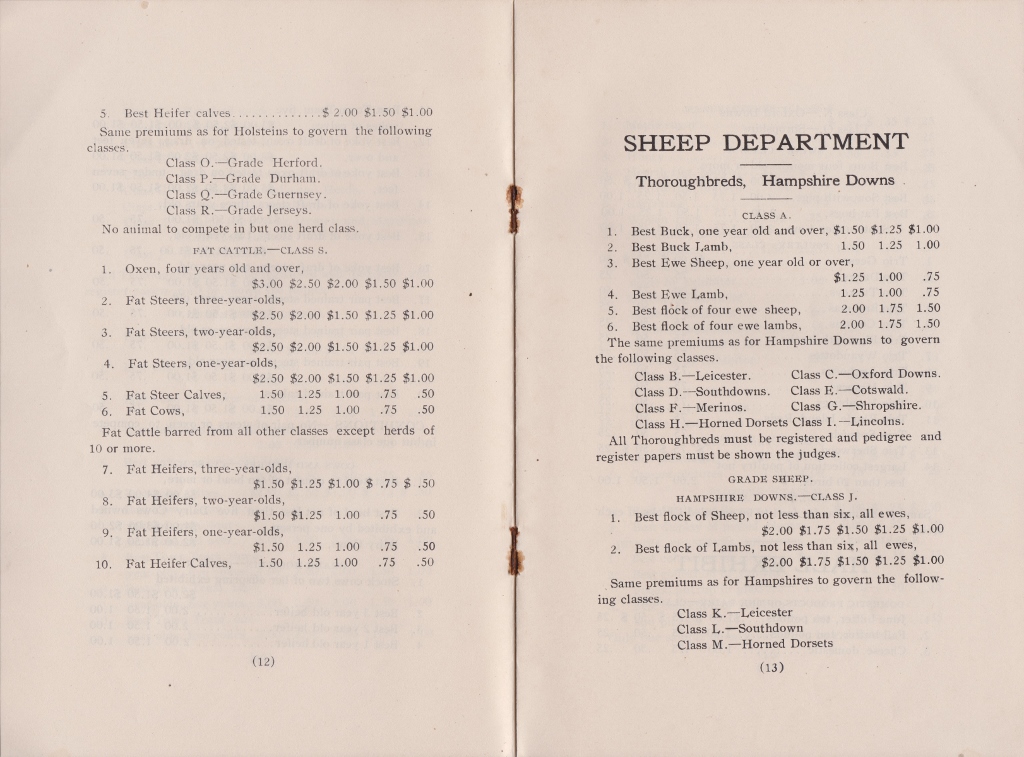 5. Best Heifer calves..............$ 2.00 $1.50 $1.00
Same premiums as for Holsteins to govern the following
classes.
Class O.—Grade Herford.
Class P.—Grade Durham.
Class Q.—Grade Guernsey.
Class R.—Grade Jerseys.
No animal to compete in but one herd class.
FAT CATTLE.—CLASS S.
1. Oxen, four years old and over,
$3.00 $2.50 $2.00 $1.50 $1.00
2. Fat Steers, three-year-olds,
$2.50 $2.00 $1.50 $1.25 $1.00
3. Fat Steers, two-year-olds,
$2.50 $2.00 $1.50 $1.25 $1.00
4. Fat Steers, one-year-olds,
$2.50 $2.00 $1.50 $1.25 $1.00
5. Fat Steer Calves, 1.50 1.25 1.00 .75 .50
6. Fat Cows, 1.50 1.25 1.00 .75 .50
Fat Cattle barred from all other classes except herds of
10 or more.
7. Fat Heifers, three-year-olds,
$1.50 $1.25 $1.00 $ .75 $ .50
8. Fat Heifers, two-year-olds,
$1.50 $1.25 1.00 .75 .50
9. Fat Heifers, one-year-olds,
$1.50 1.25 1.00 .75 .50
10. Fat Heifer Calves, 1.50 1.25 1.00 .75 .50
(12)
SHEEP DEPARTMENT
Thoroughbreds, Hampshire Downs
CLASS A.
1. Best Buck, one year old and over, $1.50 $1.25 $1.00
2. Best Buck Lamb, 1.50 1.25 1.00
3. Best Ewe Sheep, one year old or over,
$1.25 1.00 .75
4. Best Ewe Lamb, 1.25 1.00 .75
5. Best flock of four ewe sheep, 2.00 1.75 1.50
6. Best flock of four ewe lambs, 2.00 1.75 1.50
The same premiums as for Hampshire Downs to govern
the following classes.
Class B.—Leicester. Class C.—Oxford Downs.
Class D.—Southdowns. Class E.—Cotswald.
Class F.—Merinos. Class G.—Shropshire.
Class H.—Horned Dorsets Class I.—Lincolns.
All Thoroughbreds must be registered and pedigree and
register papers must be shown the judges.
GRADE SHEEP.
HAMPSHIRE DOWNS.—CLASS J.
1. Best flock of Sheep, not less than six, all ewes,
$2.00 $1.75 $1.50 $1.25 $1.00
2. Best flock of Lambs, not less than six, all ewes,
$2.00 $1.75 $1.50 $1.25 $1.00
Same premiums as for Hampshires to govern the follow-
ing classes.
Class K.—Leicester
Class L.—Southdown
Class M.—Horned Dorsets
(13)